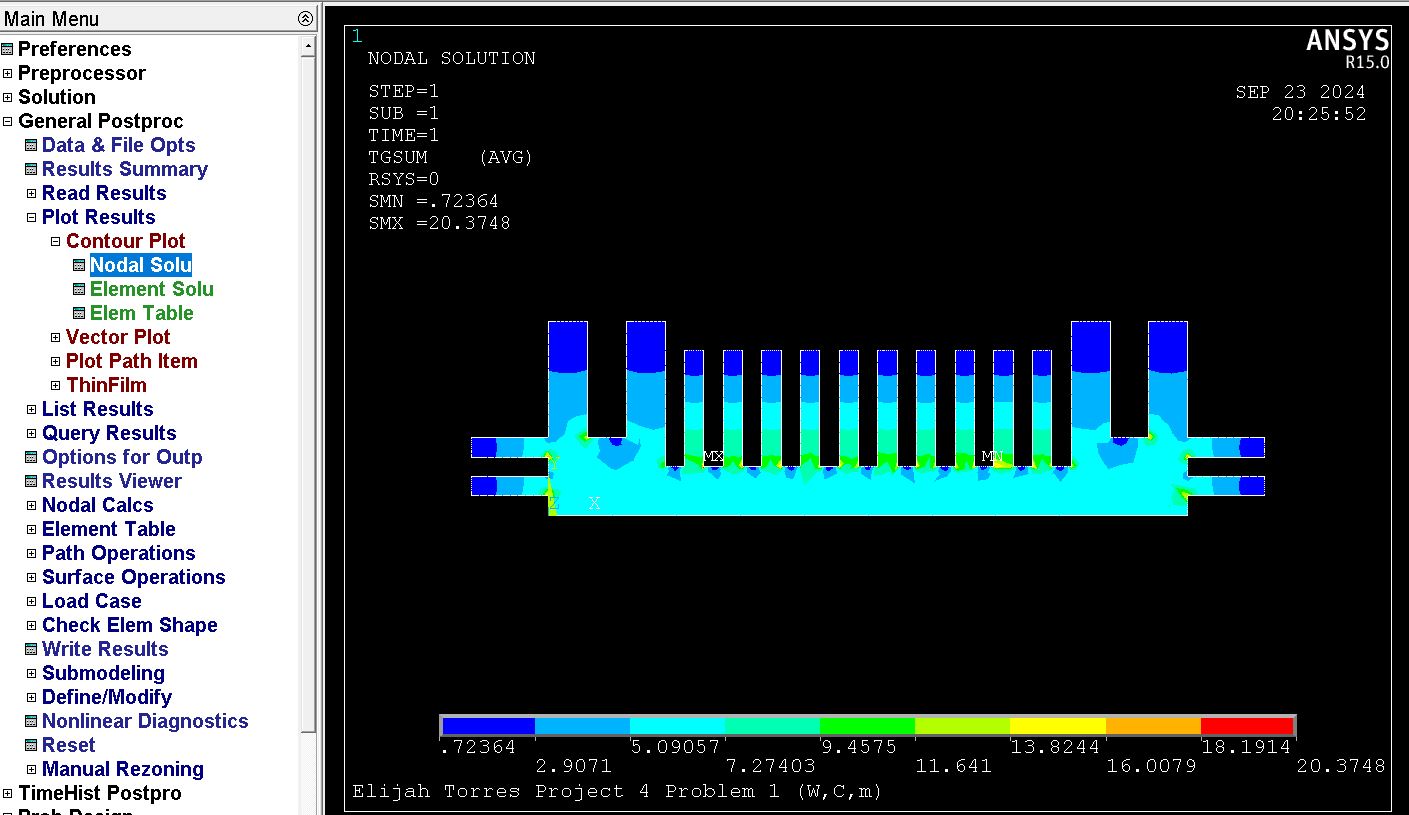 Main Menu
Preferences
Preprocessor
Solution
General Postproc
Data & File Opts
Results Summary
Read Results
Plot Results
Contour Plot
Nodal Solu
Element Solu
Elem Table
Vector Plot
Plot Path Item
ThinFilm
List Results
Query Results
Options for Outp
Results Viewer
Nodal Calcs
Element Table
Path Operations
Surface Operations
Load Case
Check Elem Shape
Write Results
Submodeling
Define/Modify
Nonlinear Diagnostics
Reset
Manual Rezoning
TimeHist Postpro
1
NODAL SOLUTION
STEP=1
SUB =1
TIME=1
TGSUM (AVG)
RSYS=0
SMN =.72364
SMX =20.3748
ANSYS
R15.0
SEP 23 2024
20:25:52
MX
MN
Z X
.72364 5.09057 9.4575 13.8244 18.1914
2.9071 7.27403 11.641 16.0079 20.3748
Elijah Torres Project 4 Problem 1 (W,C,m)